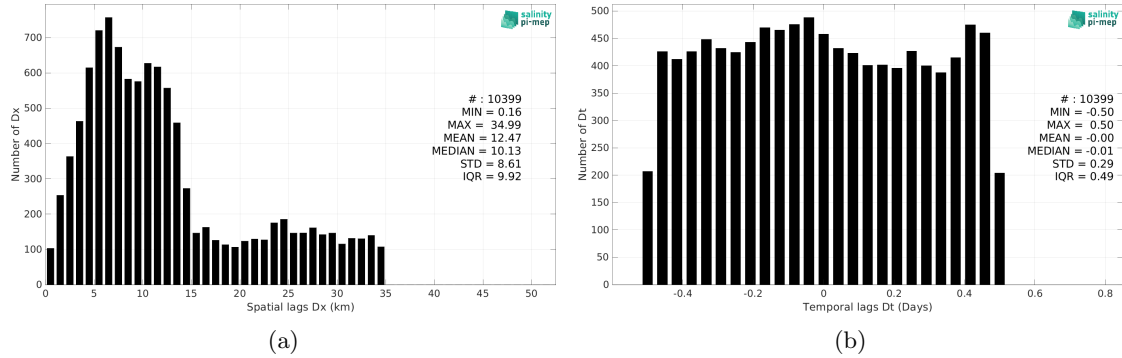 salinity
pi-mep
700
600
500
400
300
200
100
0
Number of Dx
# : 10399
MIN = 0.16
MAX = 34.99
MEAN = 12.47
MEDIAN = 10.13
STD = 8.61
IQR = 9.92
0 5 10 15 20 25 30 35 40 45 50
Spatial lags Dx (km)
(a)
salinity
pi-mep
500
450
400
350
300
250
200
150
100
50
0
Number of Dt
# : 10399
MIN = -0.50
MAX = 0.50
MEAN = -0.00
MEDIAN = -0.01
STD = 0.29
IQR = 0.49
-0.4 -0.2 0 0.2 0.4 0.6 0.8
Temporal lags Dt (Days)
(b)